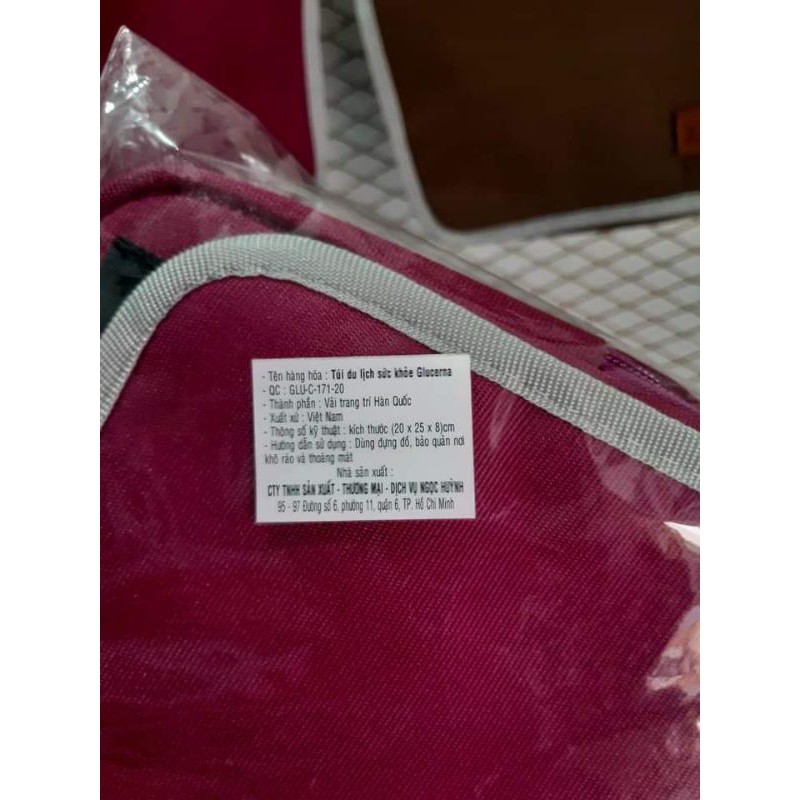 - Tên hàng hóa : Túi du lịch sức khỏe Glucerna
- QC : GLU-C-171-20
- Thành phần : Vải trang trí Hàn Quốc
- Xuất xứ : Việt Nam
- Thông số kỹ thuật : kích thước (20 x 25 x 8)cm
- Hướng dẫn sử dụng : Dùng đựng đồ, bảo quản nơi
khô ráo và thoáng mát
Nhà sản xuất :
CTY TNHH SẢN XUẤT - THƯƠNG MẠI - DỊCH VỤ NGỌC HUỲNH
95 - 97 Đường số 6, phường 11, quận 6, TP. Hồ Chí Minh